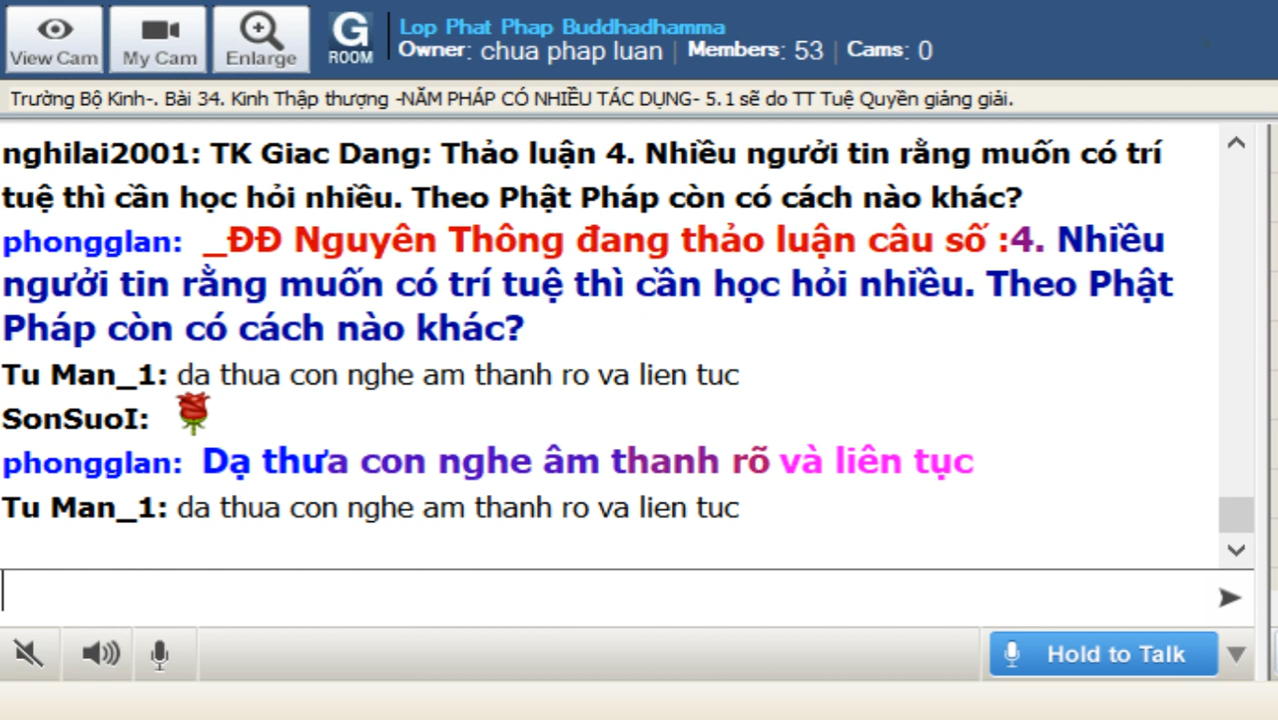 View Cam
My Cam
Enlarge
G
ROOM
Lop Phat Phap Buddhadhamma
Owner: chua phap luan | Members: 53 | Cams: 0
Trường Bộ Kinh-. Bài 34. Kinh Thập thượng -NĂM PHÁP CÓ NHIỀU TÁC DỤNG- 5.1 sẽ do TT Tuệ Quyền giảng giải.
nghilai2001: TK Giac Dang: Thảo luận 4. Nhiều người tin rằng muốn có trí
tuệ thì cần học hỏi nhiều. Theo Phật Pháp còn có cách nào khác?
phongglan: _ĐĐ Nguyên Thông đang thảo luận câu số :4. Nhiều
người tin rằng muốn có trí tuệ thì cần học hỏi nhiều. Theo Phật
Pháp còn có cách nào khác?
Tu Man_1: da thua con nghe am thanh ro va lien tuc
SonSuoI:
phongglan: Dạ thưa con nghe âm thanh rõ và liên tục
Tu Man_1: da thua con nghe am thanh ro va lien tuc
Hold to Talk